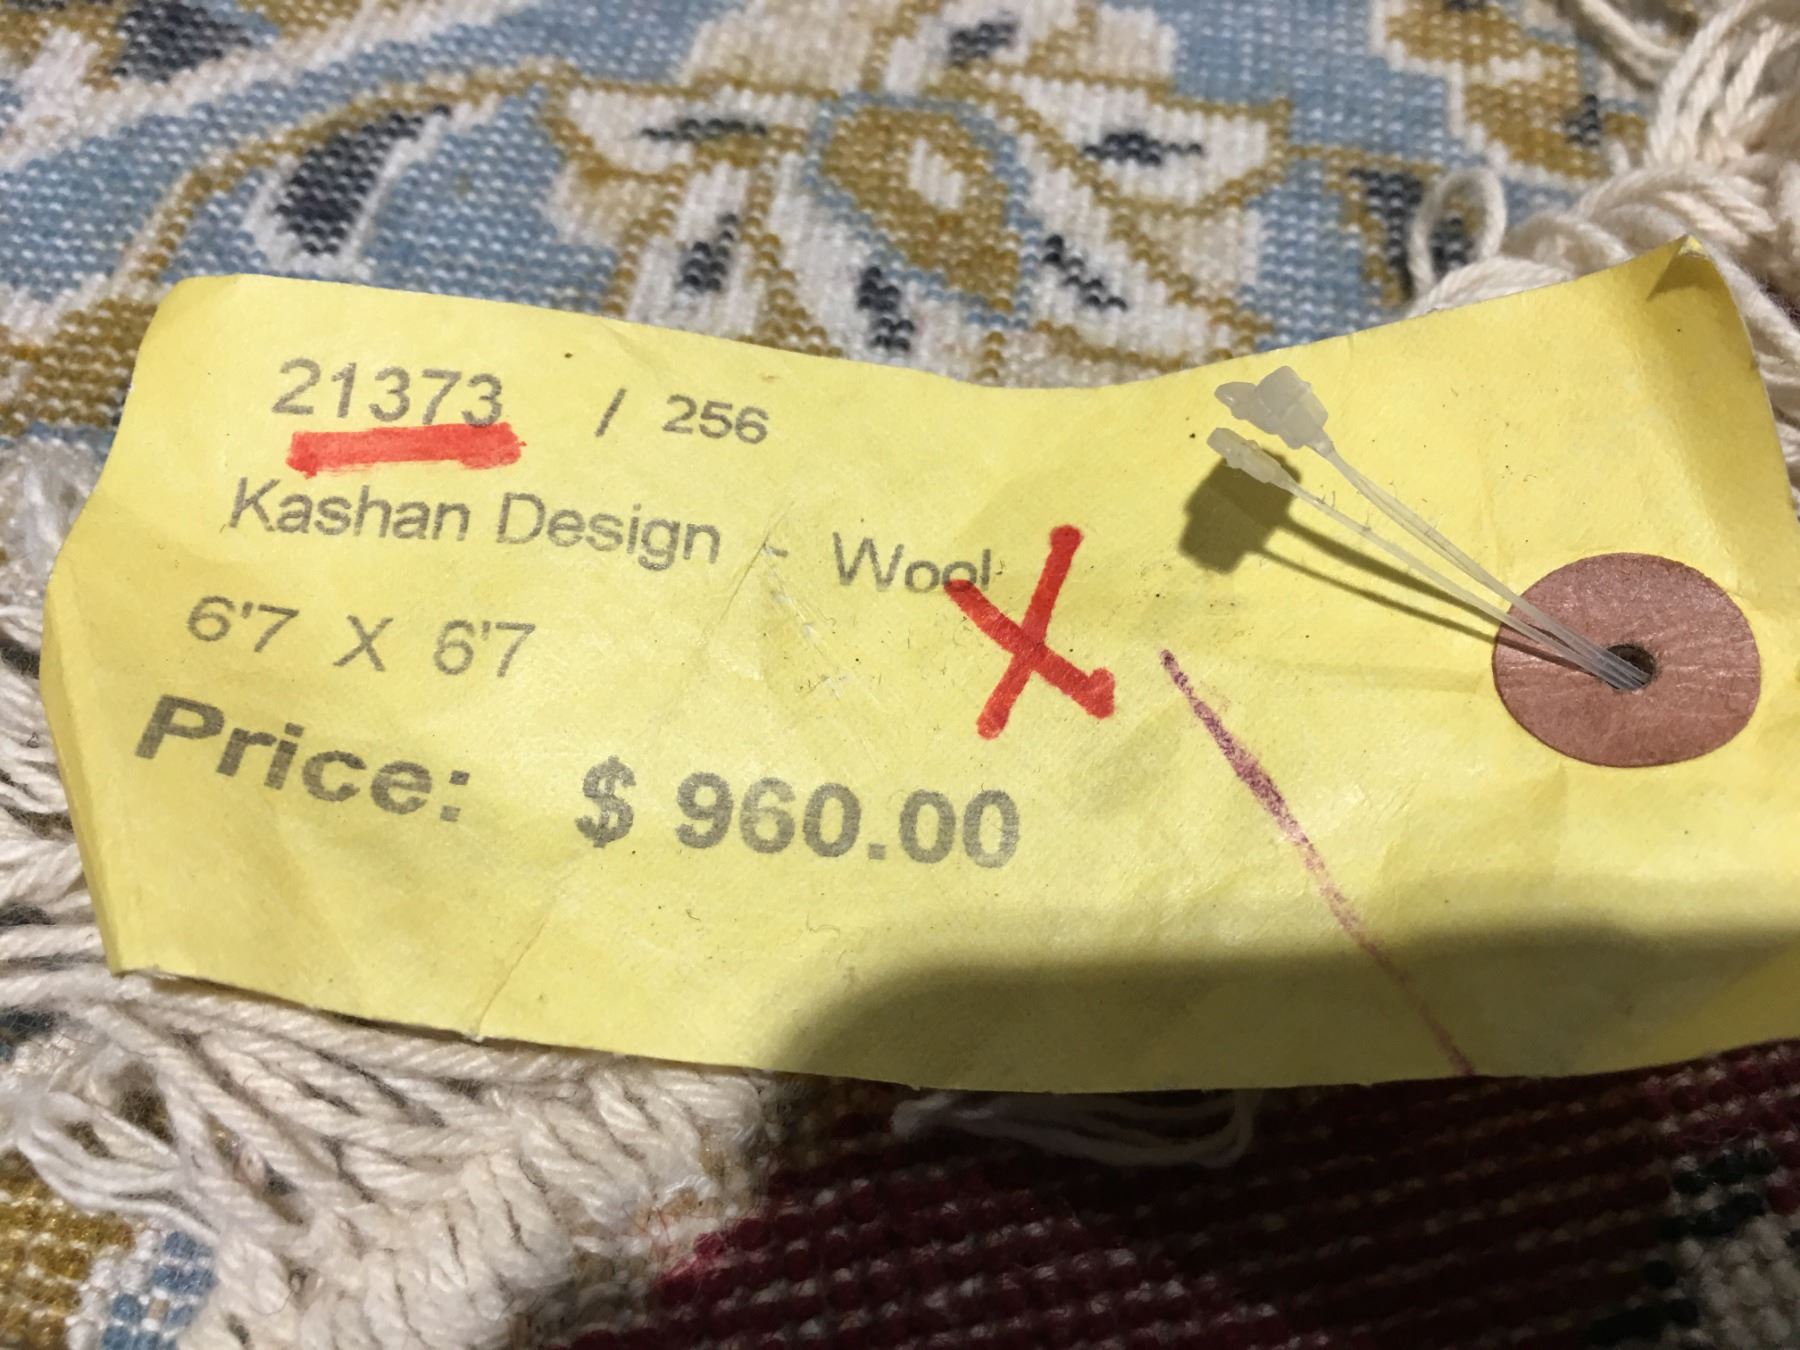 21373 / 256
Kashan Design - Wool
6'7 X 6'7
Price: $ 960.00